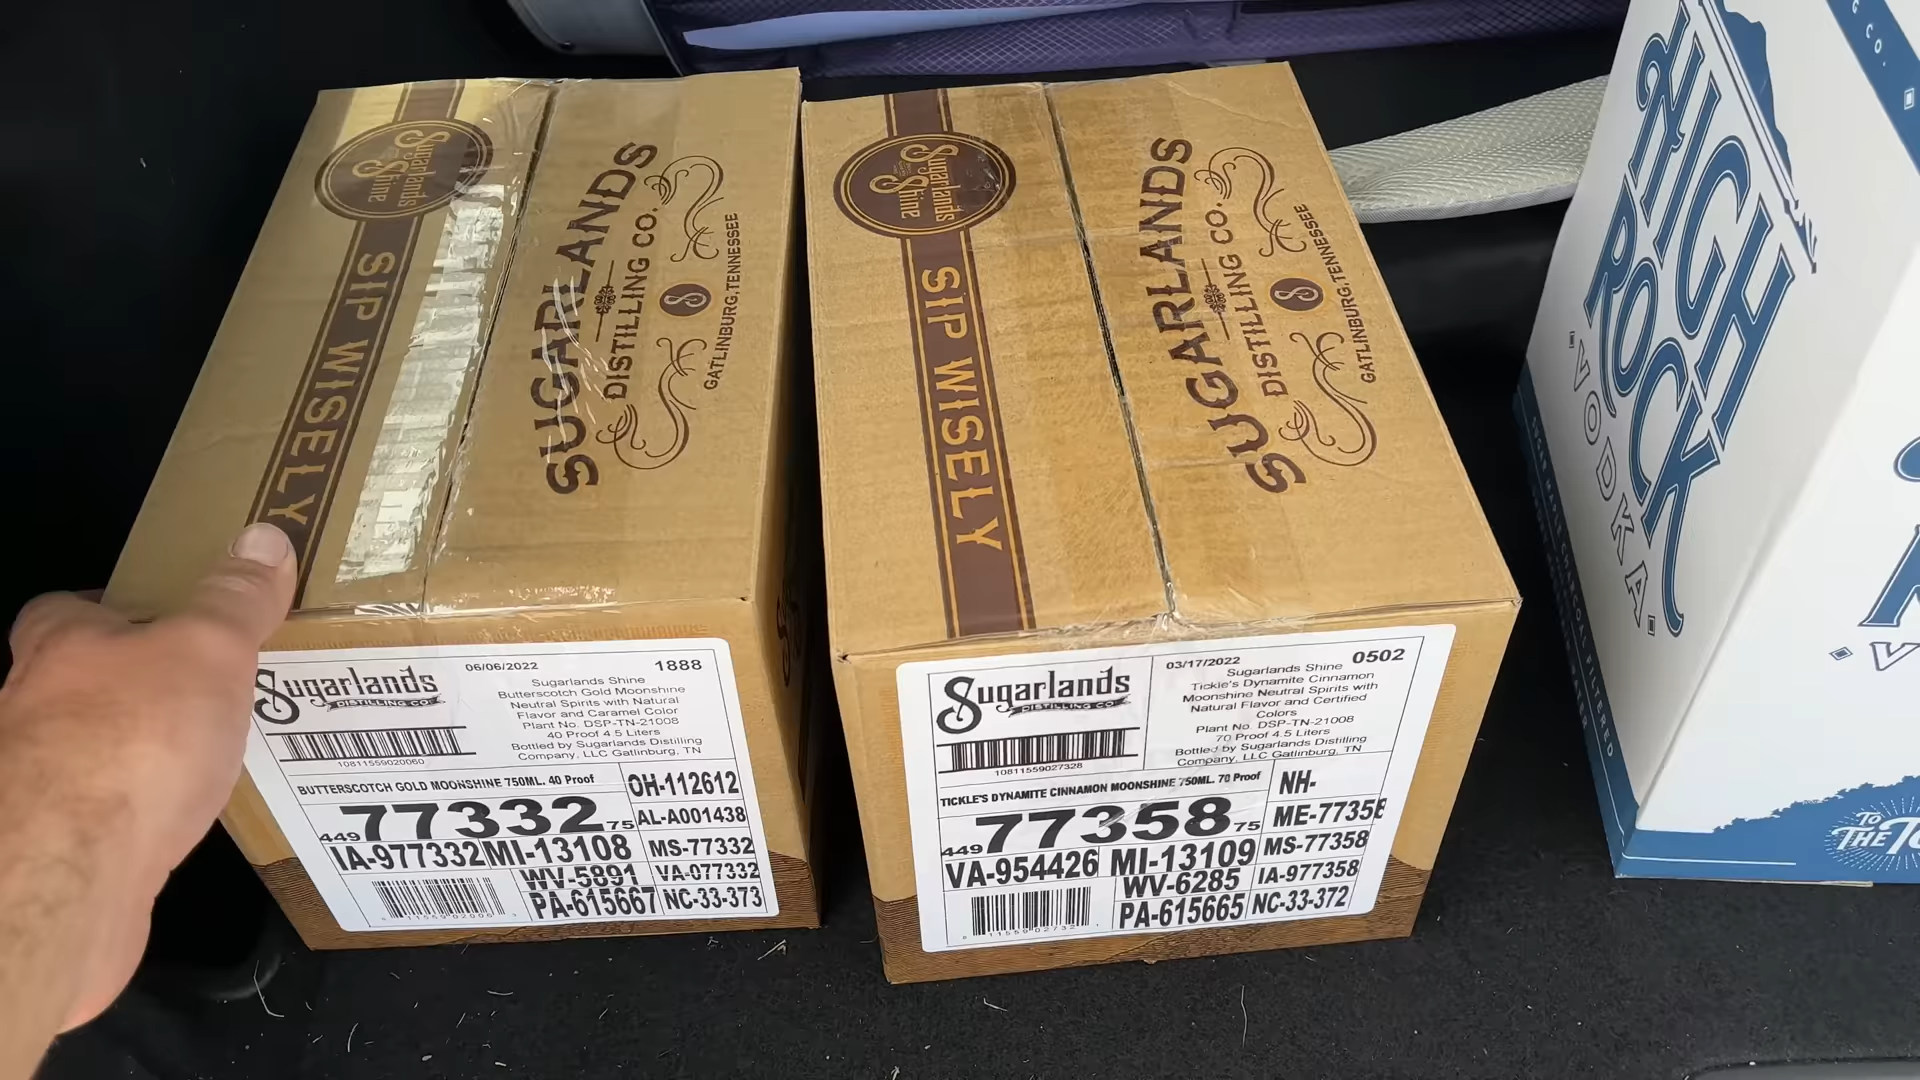 Sugarlands
Shine
SIP WISELY
SUGARLANDS
DISTILLING CO.
GATLINBURG, TENNESSEE
Sugarlands
DISTILLING CO
06/06/2022
1888
Sugarlands Shine
Butterscotch Gold Moonshine
Neutral Spirits with Natural
Flavor and Caramel Color
Plant No. DSP-TN-21008
40 Proof 4.5 Liters
Bottled by Sugarlands Distilling
Company, LLC Gatlinburg, TN
10811559020060
BUTTERSCOTCH GOLD MOONSHINE 750ML. 40 Proof
449 77332 75
OH-112612
AL-A001438
IA-977332 MI-13108 MS-77332
WV-5891 VA-077332
PA-615667 NC-33-373
Sugarlands
Shine
SIP WISELY
SUGARLANDS
DISTILLING CO.
GATLINBURG, TENNESSEE
Sugarlands
DISTILLING CO
03/17/2022
0502
Sugarlands Shine
Tickle's Dynamite Cinnamon
Moonshine Neutral Spirits with
Natural Flavor and Certified
Colors
Plant No. DSP-TN-21008
70 Proof 4.5 Liters
Bottled by Sugarlands Distilling
Company, LLC Gatlinburg, TN
10811559027328
TICKLE'S DYNAMITE CINNAMON MOONSHINE 750ML. 70 Proof
449 77358 75
NH-
ME-77358
VA-954426 MI-13109 MS-77358
WV-6285 IA-977358
PA-615665 NC-33-372
HIGH
ROCK
VODKA
CO.
TO
THE